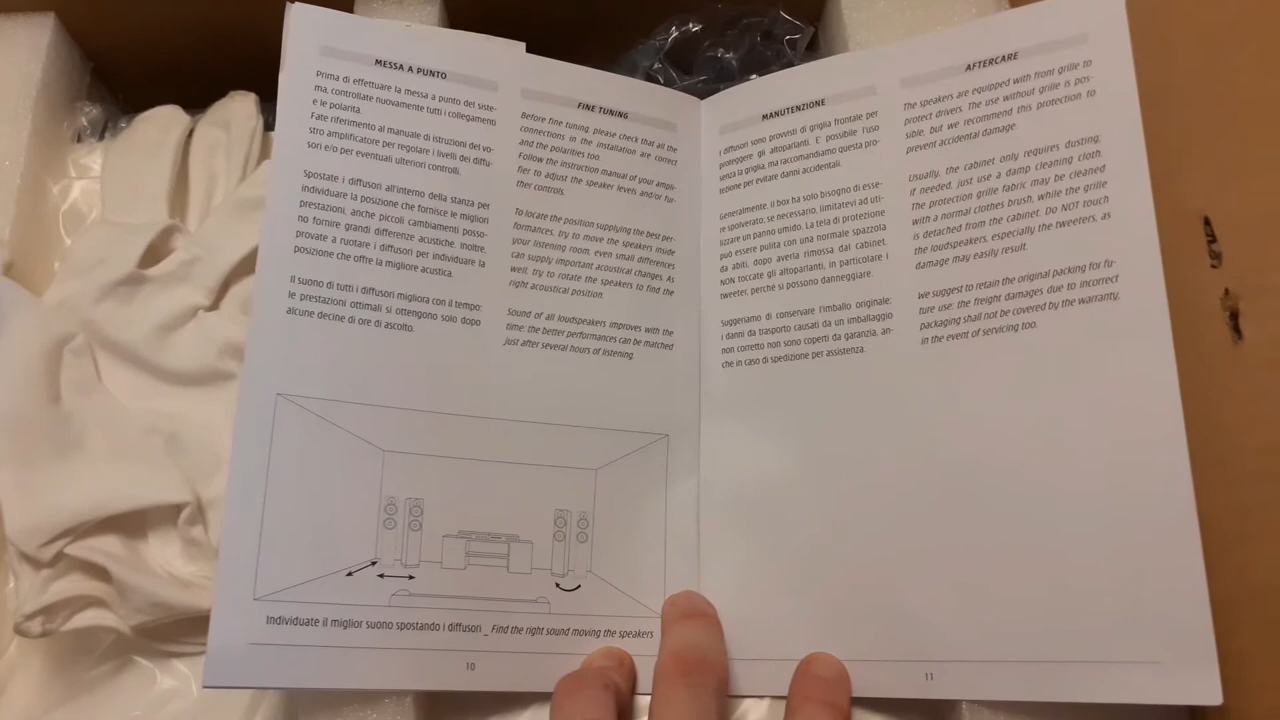 MESSA A PUNTO
Prima di effettuare la messa a punto del siste-
ma, controllate nuovamente tutti i collegamenti
e le polarita.
Fate riferimento al manuale di istruzioni del vo-
stro amplificatore per regolare i livelli dei diffu-
sori e/o per eventuali ulteriori controlli.
Spostate i diffusori all'interno della stanza per
individuare la posizione che fornisce le migliori
prestazioni, anche piccoli cambiamenti posso-
no fornire grandi differenze acustiche. Inoltre,
provate a ruotare i diffusori per individuare la
posizione che offre la migliore acustica.
Il suono di tutti i diffusori migliora con il tempo:
le prestazioni ottimali si ottengono solo dopo
alcune decine di ore di ascolto.
FINE TUNING
Before fine tuning, please check that all the
connections in the installation are correct
and the polarities too.
Follow the instruction manual of your ampli-
fier to adjust the speaker levels and/or fur-
ther controls.
To locate the position supplying the best per-
formances, try to move the speakers inside
your listening room, even small differences
can supply important acoustical changes. As
well, try to rotate the speakers to find the
right acoustical position.
Sound of all loudspeakers improves with the
time: the better performances can be matched
just after several hours of listening.
Individuate il miglior suono spostando i diffusori _ Find the right sound moving the speakers
10
MANUTENZIONE
I diffusori sono provvisti di griglia frontale per
proteggere gli altoparlanti. E' possibile l'uso
senza la griglia, ma raccomandiamo questa pro-
tezione per evitare danni accidentali.
Generalmente, il box ha solo bisogno di esse-
re spolverato; se necessario, limitatevi ad uti-
lizzare un panno umido. La tela di protezione
può essere pulita con una normale spazzola
da abiti, dopo averla rimossa dal cabinet.
NON toccate gli altoparlanti, in particolare i
tweeter, perché si possono danneggiare.
Suggeriamo di conservare l'imballo originale:
i danni da trasporto causati da un imballaggio
non corretto non sono coperti da garanzia, an-
che in caso di spedizione per assistenza.
AFTERCARE
The speakers are equipped with front grille to
protect drivers. The use without grille is pos-
sible, but we recommend this protection to
prevent accidental damage.
Usually, the cabinet only requires dusting;
if needed, just use a damp cleaning cloth.
The protection grille fabric may be cleaned
with a normal clothes brush, while the grille
is detached from the cabinet. Do NOT touch
the loudspeakers, especially the tweeters, as
damage may easily result.
We suggest to retain the original packing for fu-
ture use: the freight damages due to incorrect
packaging shall not be covered by the warranty,
in the event of servicing too.
11